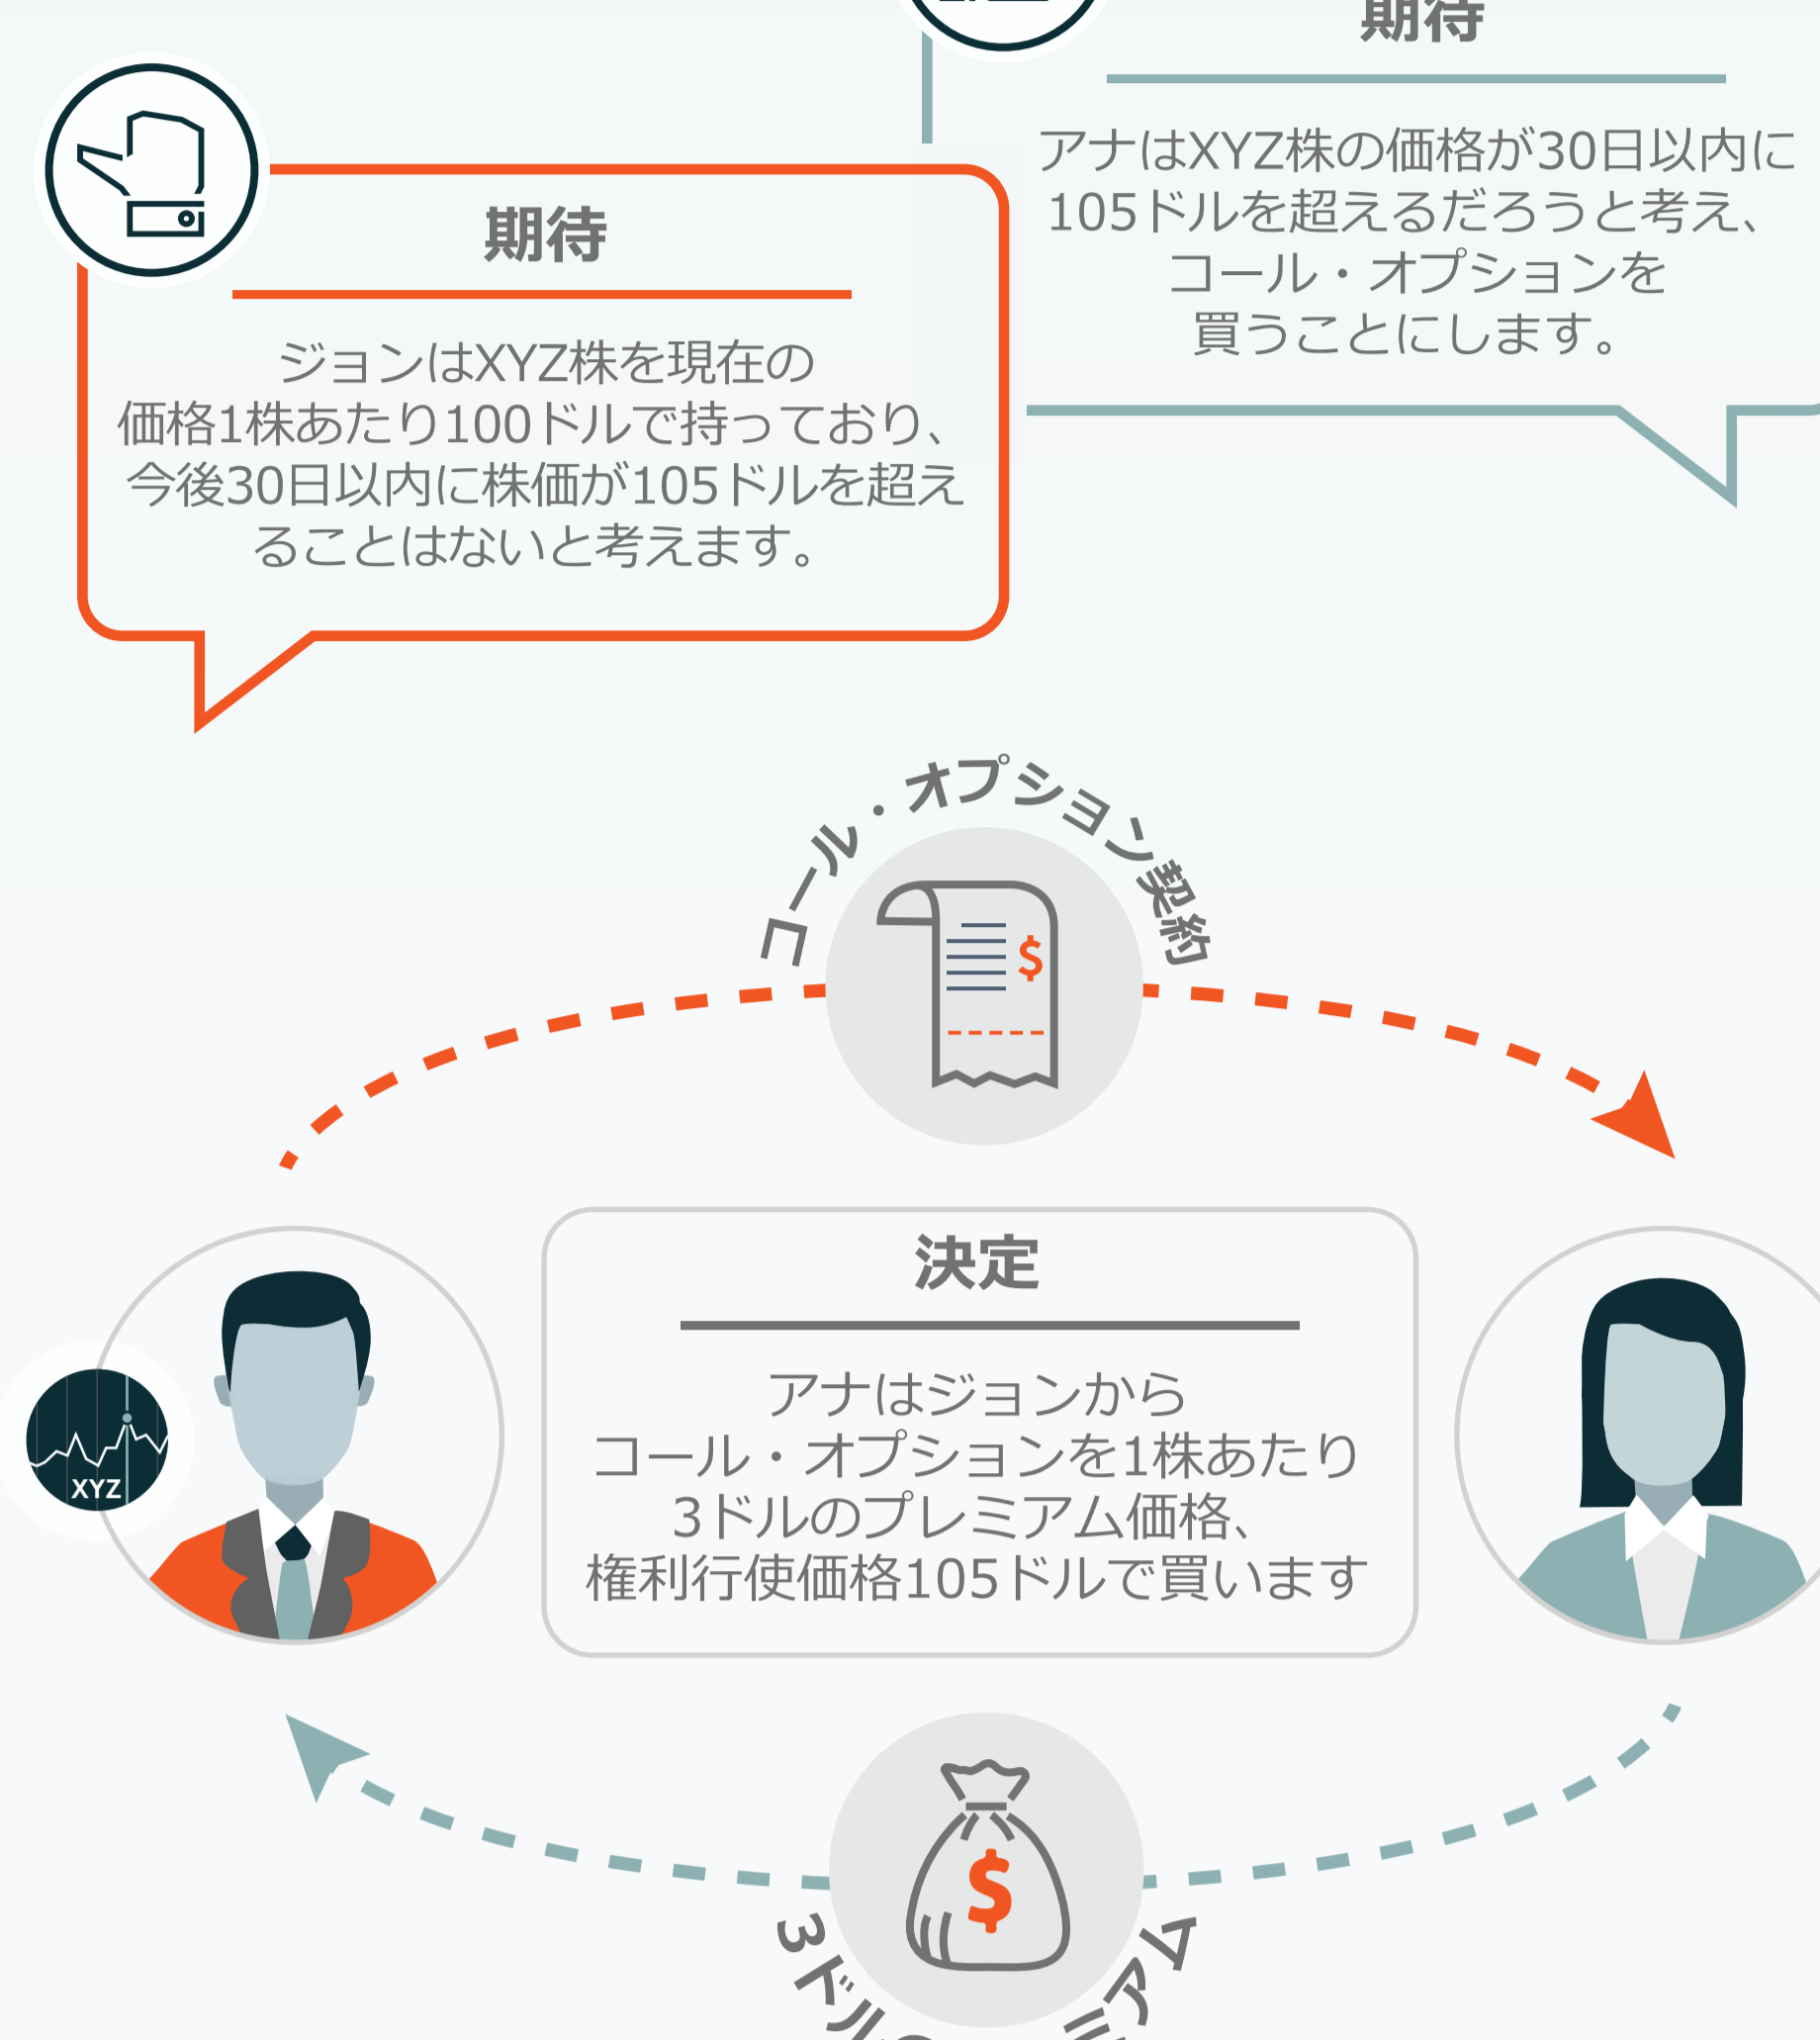 期待
アナはXYZ株の価格が30日以内に
105ドルを超えるだろうと考え、
コール・オプションを
買うことにします。
期待
ジョンはXYZ株を現在の
価格1株あたり100ドルで持っており、
今後30日以内に株価が105ドルを超え
ることはないと考えます。
コール・オプション契約
決定
アナはジョンから
コール・オプションを1株あたり
3ドルのプレミアム価格、
権利行使価格105ドルで買います
XYZ
$
$
3ドル
ミアム